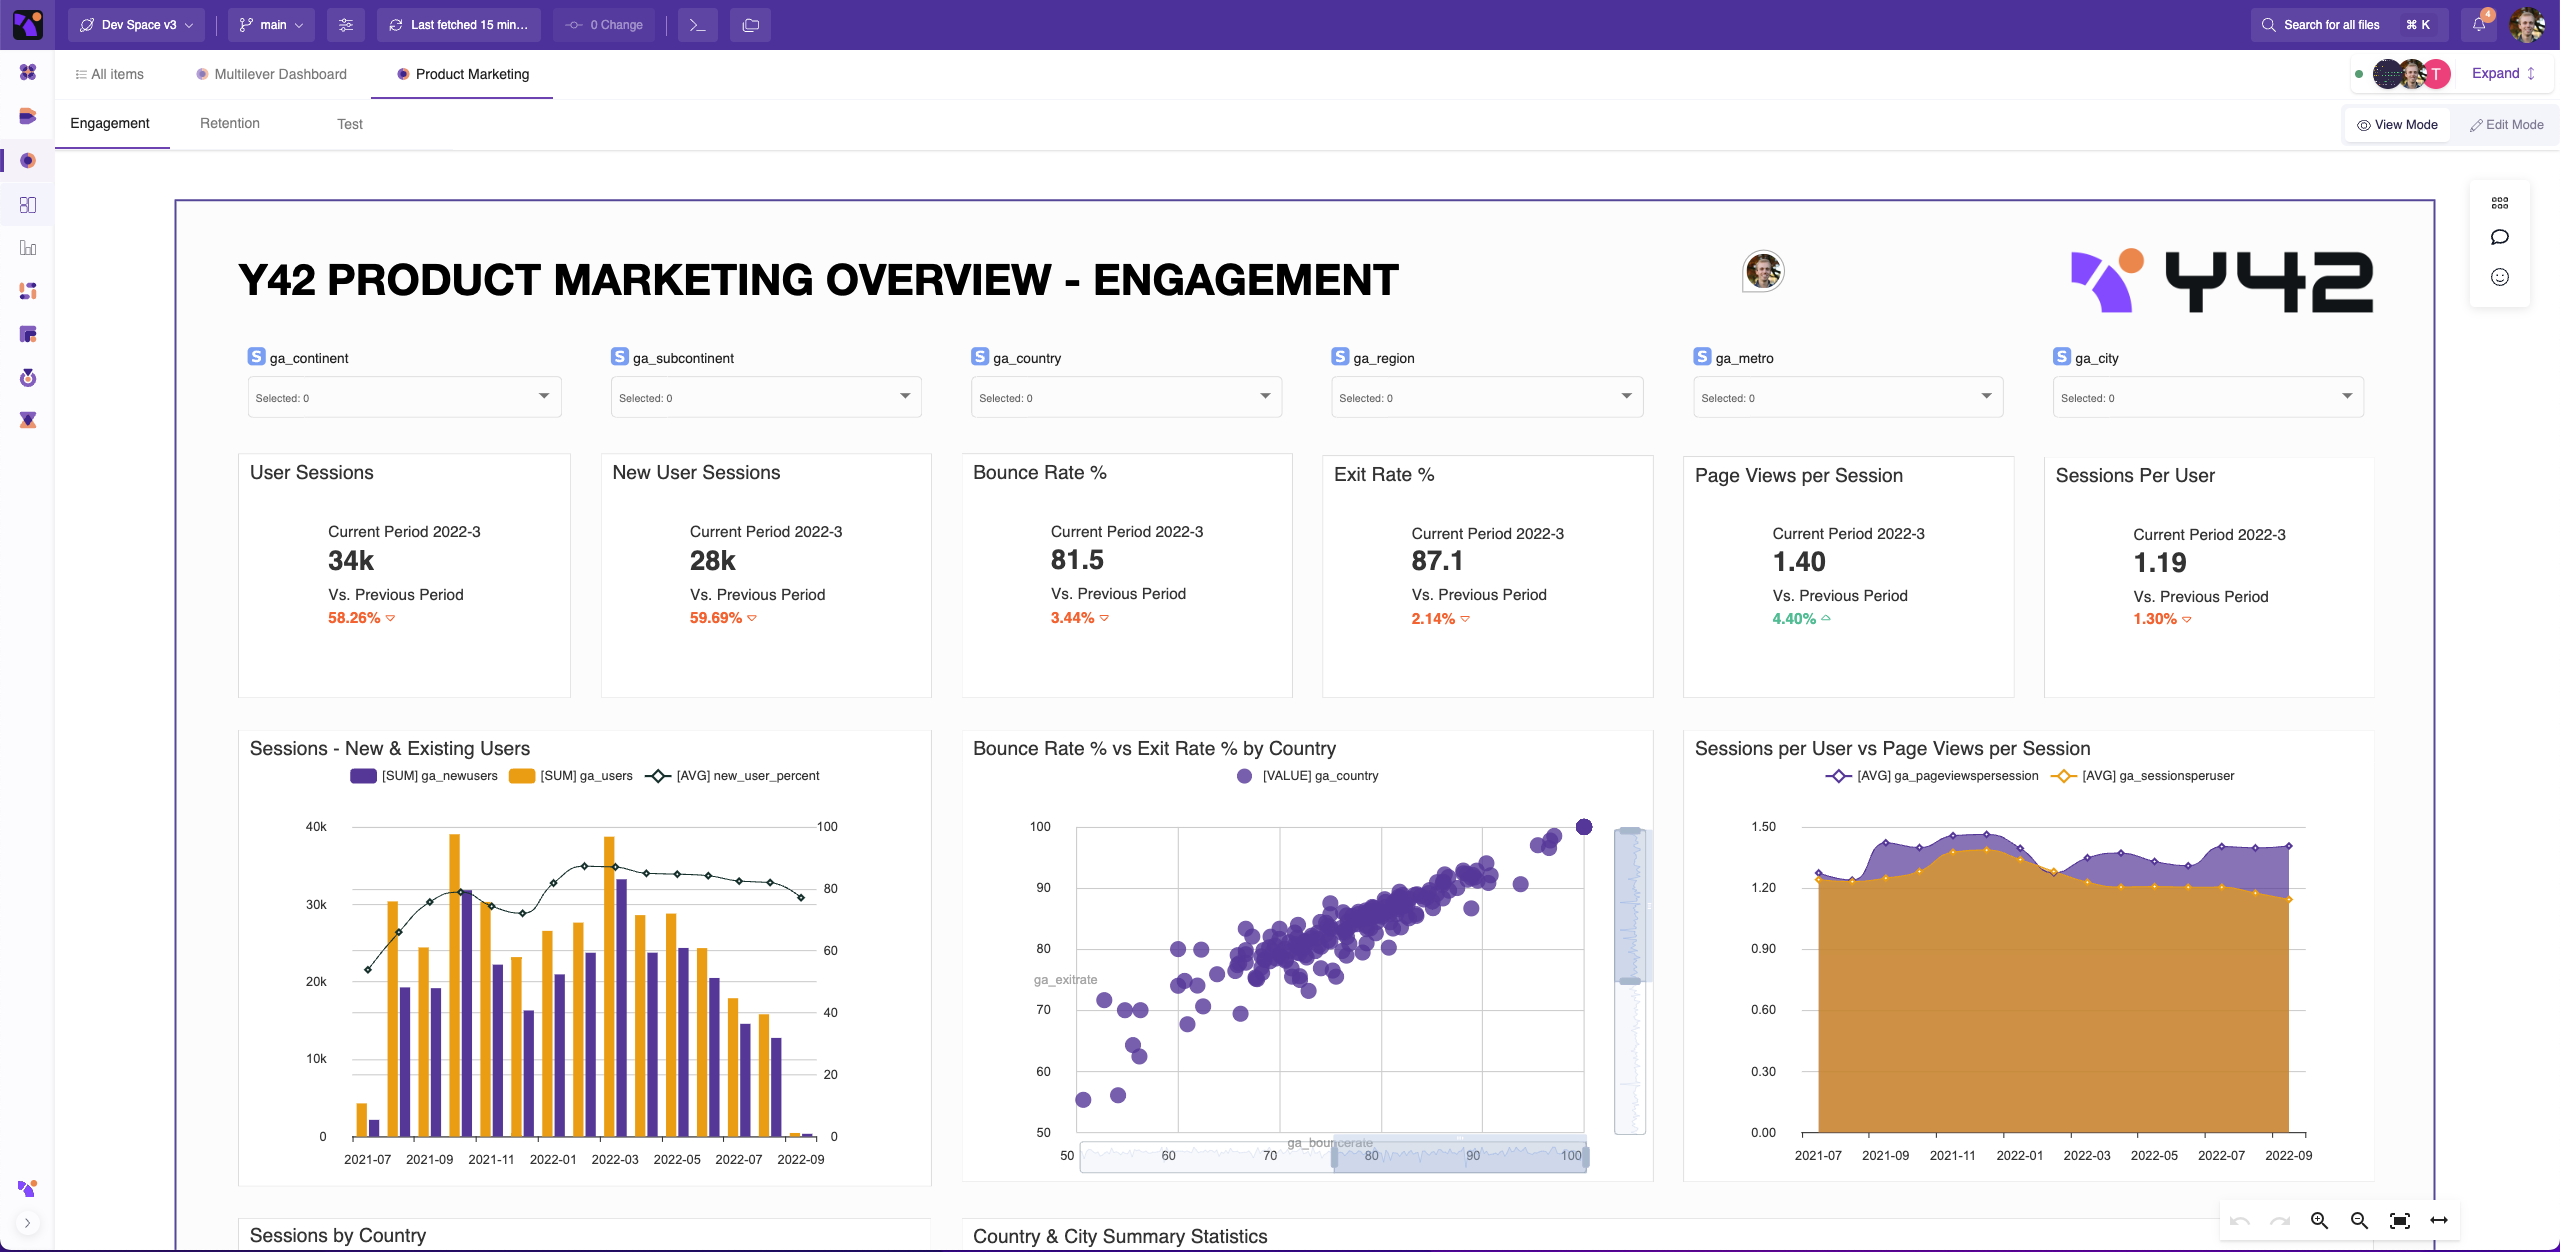 Dev Space v3 main Last fetched 15 min... 0 Change Search for all files ⌘ K 4
All items Multilever Dashboard Product Marketing T Expand
Engagement Retention Test View Mode Edit Mode
Y42 PRODUCT MARKETING OVERVIEW - ENGAGEMENT Y42
S ga_continent S ga_subcontinent S ga_country S ga_region S ga_metro S ga_city
Selected: 0 Selected: 0 Selected: 0 Selected: 0 Selected: 0 Selected: 0
User Sessions New User Sessions Bounce Rate % Exit Rate % Page Views per Session Sessions Per User
Current Period 2022-3 Current Period 2022-3 Current Period 2022-3 Current Period 2022-3 Current Period 2022-3 Current Period 2022-3
34k 28k 81.5 87.1 1.40 1.19
Vs. Previous Period Vs. Previous Period Vs. Previous Period Vs. Previous Period Vs. Previous Period Vs. Previous Period
58.26% 59.69% 3.44% 2.14% 4.40% 1.30%
Sessions - New & Existing Users
[SUM] ga_newusers [SUM] ga_users [AVG] new_user_percent
40k 100
80
30k
60
20k
40
10k
20
0 0
2021-07 2021-09 2021-11 2022-01 2022-03 2022-05 2022-07 2022-09
Bounce Rate % vs Exit Rate % by Country
[VALUE] ga_country
100
90
80
ga_exitrate
70
60
50
ga_bouncerate
50 60 70 80 90 100
Sessions per User vs Page Views per Session
[AVG] ga_pageviewspersession [AVG] ga_sessionsperuser
1.50
1.20
0.90
0.60
0.30
0.00
2021-07 2021-09 2021-11 2022-01 2022-03 2022-05 2022-07 2022-09
Sessions by Country Country & City Summary Statistics